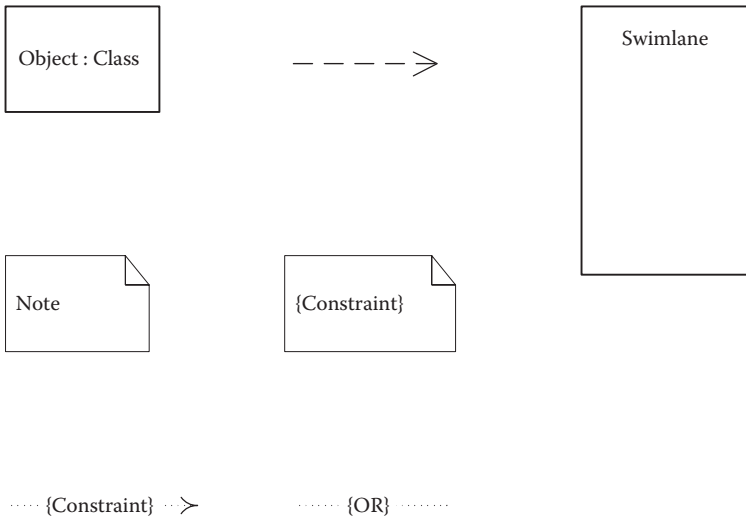 Object : Class
Swimlane
Note
{Constraint}
{Constraint}
{OR}